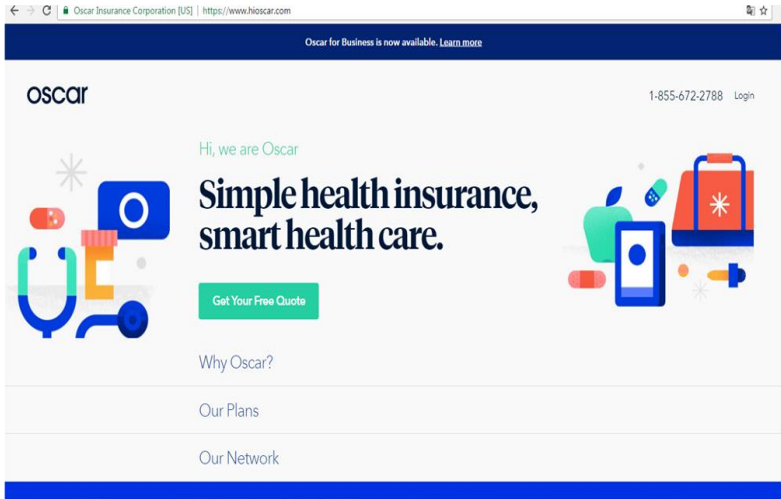 Oscar Insurance Corporation [US] | https://www.hioscar.com
Oscar for Business is now available. Learn more
oscar
1-855-672-2788 Login
Hi, we are Oscar
Simple health insurance,
smart health care.
Get Your Free Quote
Why Oscar?
Our Plans
Our Network